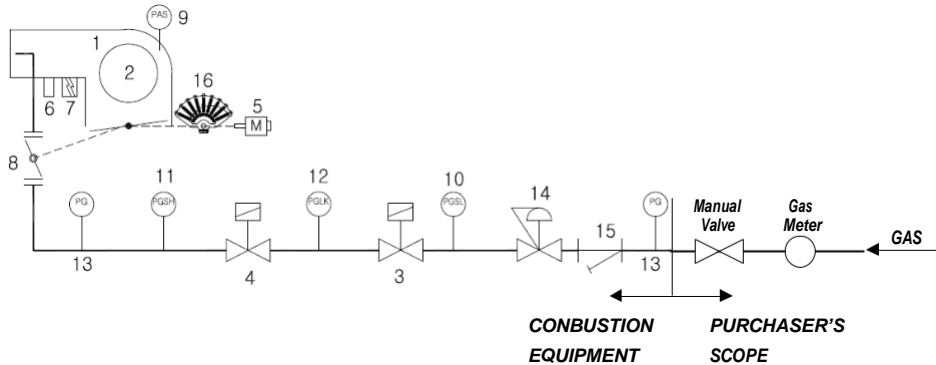 PAS 9
1
2
16
5
6 7
M
8
11
12
10
14
PG
PGSH
PGLK
PGSL
15
PG
Manual
Valve
Gas
Meter
GAS
13
4
3
13
CONBUSTION
EQUIPMENT
PURCHASER'S
SCOPE